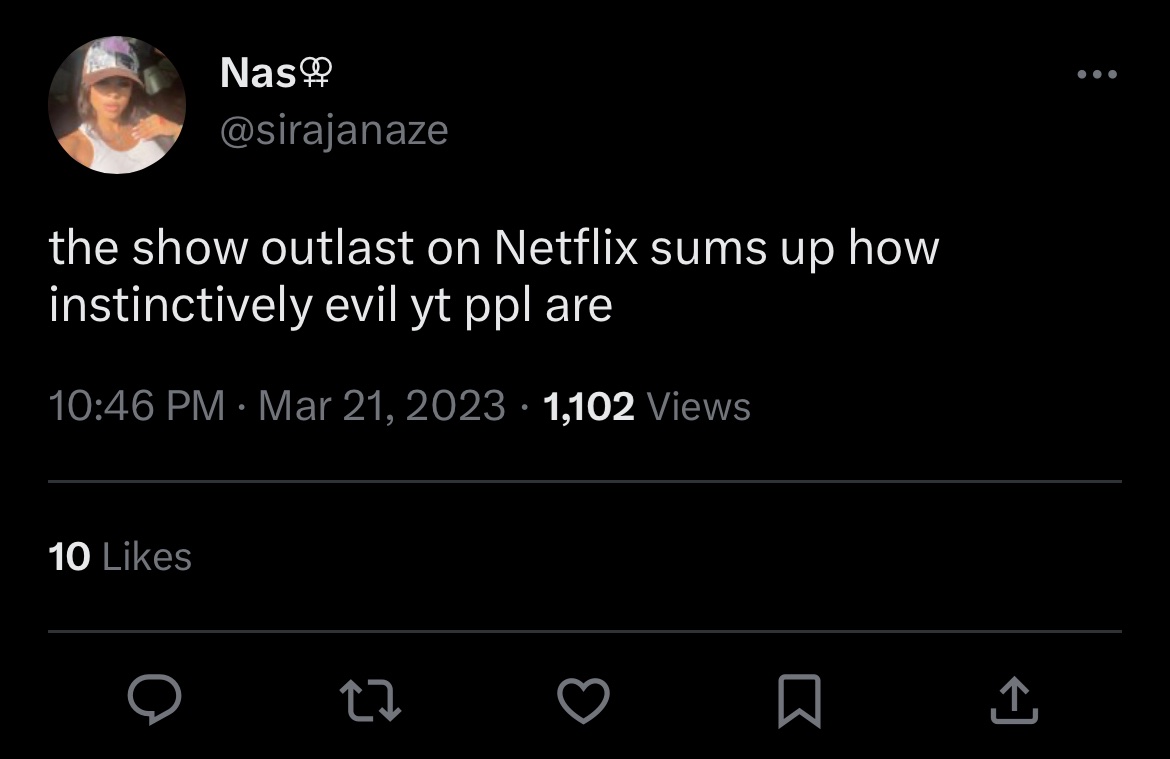 Nas⚢
@sirajanaze
the show outlast on Netflix sums up how
instinctively evil yt ppl are
10:46 PM · Mar 21, 2023 · 1,102 Views
10 Likes